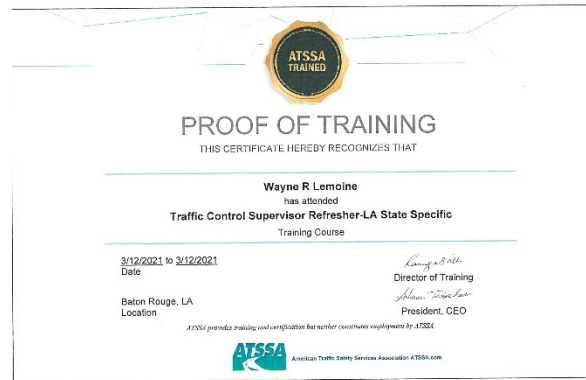 ATSSA
TRAINED
PROOF OF TRAINING
THIS CERTIFICATE HEREBY RECOGNIZES THAT
Wayne R Lemoine
has attended
Traffic Control Supervisor Refresher-LA State Specific
Training Course
3/12/2021 to 3/12/2021
Date
Director of Training
Baton Rouge, LA
Location
President, CEO
ATSSA provides training and certification but neither constitutes employment by ATSSA.
ATSSA
American Traffic Safety Services Association ATSSA.com